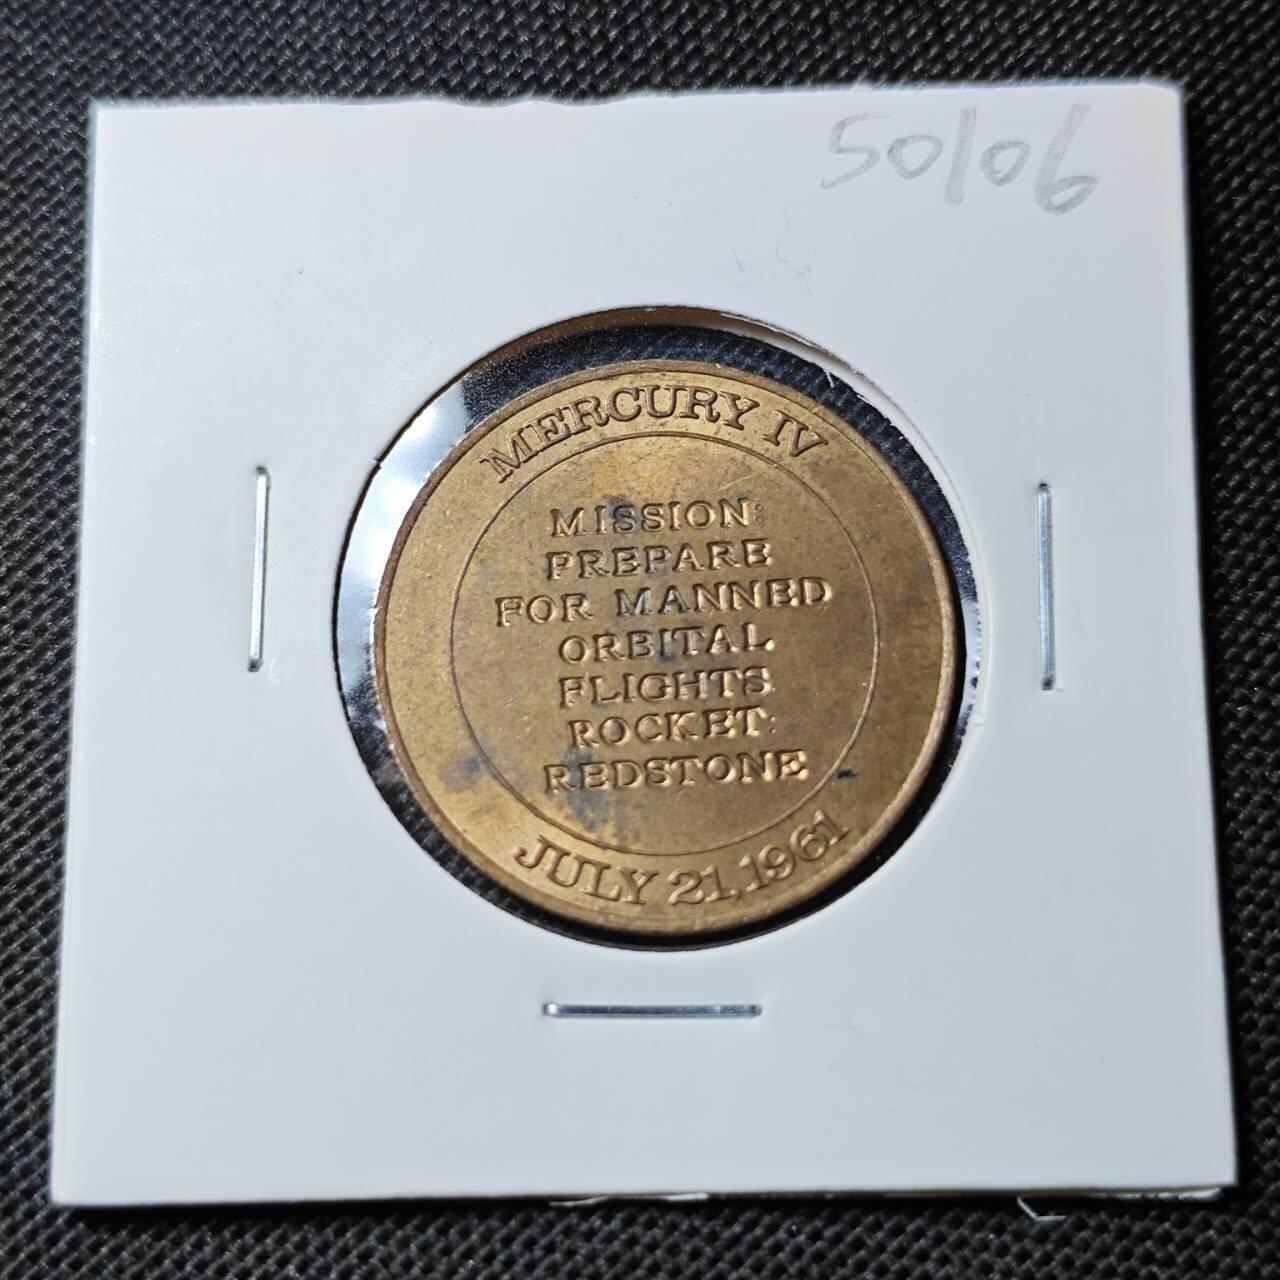 50106
MERCURY IV
MISSION:
PREPARE
FOR MANNED
ORBITAL
FLIGHTS
ROCKET:
REDSTONE
JULY 21, 1961